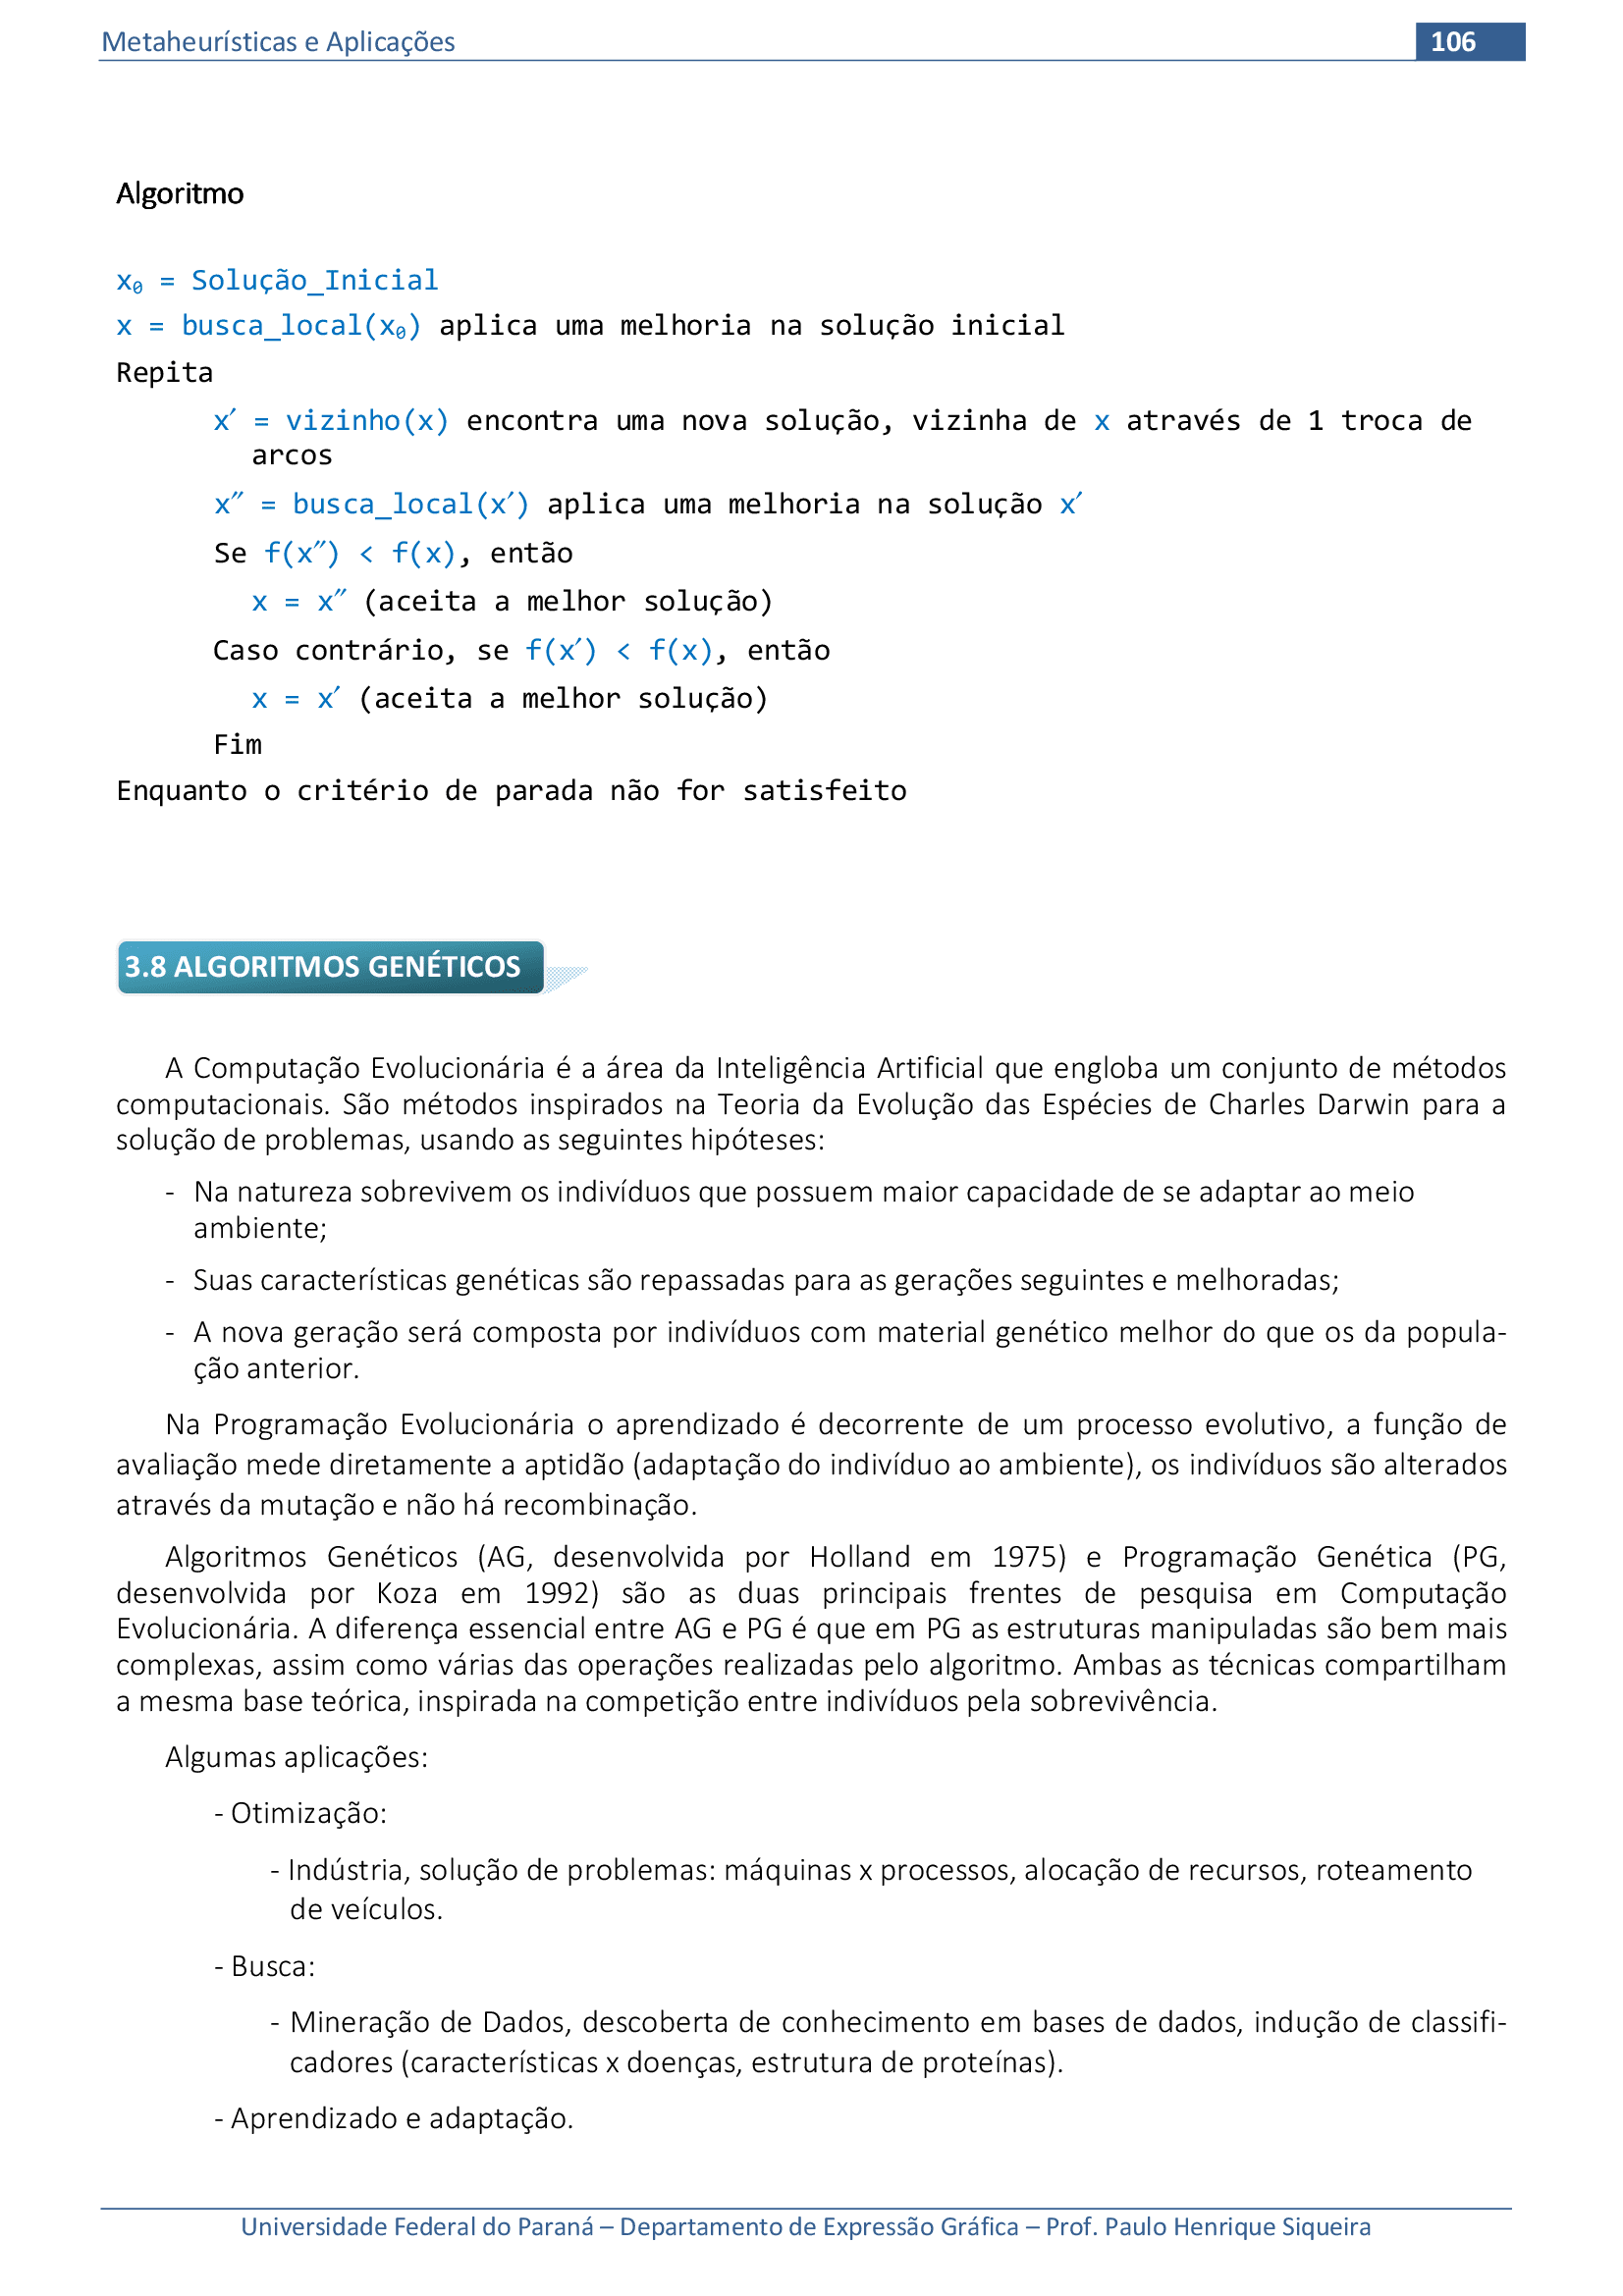 Metaheurísticas e Aplicações 106
Algoritmo
x₀ = Solução_Inicial
x = busca_local(x₀) aplica uma melhoria na solução inicial
Repita
x′ = vizinho(x) encontra uma nova solução, vizinha de x através de 1 troca de
arcos
x″ = busca_local(x′) aplica uma melhoria na solução x′
Se f(x″) < f(x), então
x = x″ (aceita a melhor solução)
Caso contrário, se f(x′) < f(x), então
x = x′ (aceita a melhor solução)
Fim
Enquanto o critério de parada não for satisfeito
3.8 ALGORITMOS GENÉTICOS
A Computação Evolucionária é a área da Inteligência Artificial que engloba um conjunto de métodos
computacionais. São métodos inspirados na Teoria da Evolução das Espécies de Charles Darwin para a
solução de problemas, usando as seguintes hipóteses:
- Na natureza sobrevivem os indivíduos que possuem maior capacidade de se adaptar ao meio
ambiente;
- Suas características genéticas são repassadas para as gerações seguintes e melhoradas;
- A nova geração será composta por indivíduos com material genético melhor do que os da popula-
ção anterior.
Na Programação Evolucionária o aprendizado é decorrente de um processo evolutivo, a função de
avaliação mede diretamente a aptidão (adaptação do indivíduo ao ambiente), os indivíduos são alterados
através da mutação e não há recombinação.
Algoritmos Genéticos (AG, desenvolvida por Holland em 1975) e Programação Genética (PG,
desenvolvida por Koza em 1992) são as duas principais frentes de pesquisa em Computação
Evolucionária. A diferença essencial entre AG e PG é que em PG as estruturas manipuladas são bem mais
complexas, assim como várias das operações realizadas pelo algoritmo. Ambas as técnicas compartilham
a mesma base teórica, inspirada na competição entre indivíduos pela sobrevivência.
Algumas aplicações:
- Otimização:
- Indústria, solução de problemas: máquinas x processos, alocação de recursos, roteamento
de veículos.
- Busca:
- Mineração de Dados, descoberta de conhecimento em bases de dados, indução de classifi-
cadores (características x doenças, estrutura de proteínas).
- Aprendizado e adaptação.
Universidade Federal do Paraná – Departamento de Expressão Gráfica – Prof. Paulo Henrique Siqueira